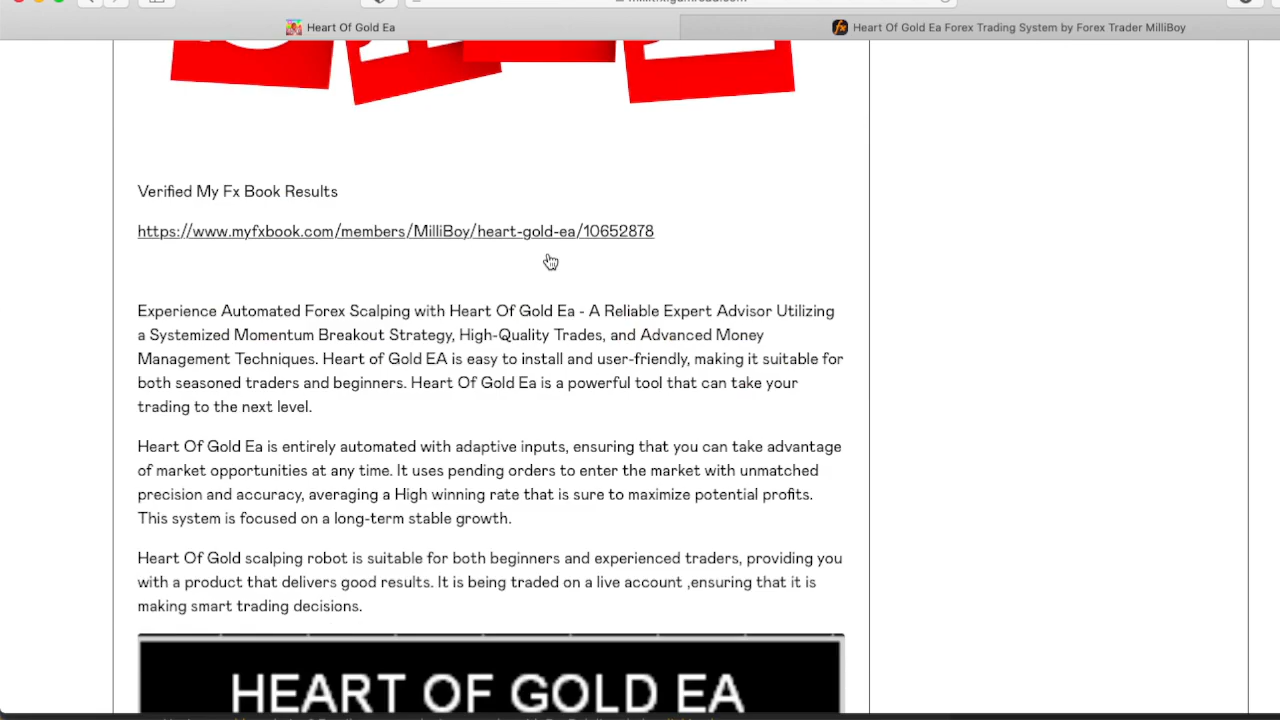 Heart Of Gold Ea
Heart Of Gold Ea Forex Trading System by Forex Trader MilliBoy
Verified My Fx Book Results
https://www.myfxbook.com/members/MilliBoy/heart-gold-ea/10652878
Experience Automated Forex Scalping with Heart Of Gold Ea - A Reliable Expert Advisor Utilizing
a Systemized Momentum Breakout Strategy, High-Quality Trades, and Advanced Money
Management Techniques. Heart of Gold EA is easy to install and user-friendly, making it suitable for
both seasoned traders and beginners. Heart Of Gold Ea is a powerful tool that can take your
trading to the next level.
Heart Of Gold Ea is entirely automated with adaptive inputs, ensuring that you can take advantage
of market opportunities at any time. It uses pending orders to enter the market with unmatched
precision and accuracy, averaging a High winning rate that is sure to maximize potential profits.
This system is focused on a long-term stable growth.
Heart Of Gold scalping robot is suitable for both beginners and experienced traders, providing you
with a product that delivers good results. It is being traded on a live account ,ensuring that it is
making smart trading decisions.
HEART OF GOLD EA